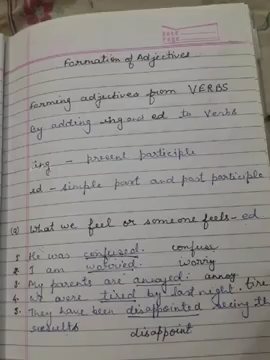 Date
Page
Formation of Adjectives
Forming adjectives from VERBS
By adding ing and ed to Verbs
ing - present participle
ed - simple past and past participle
(a) What we feel or someone feels - ed
1. He was confused. confuse
2. I am worried. worry
3. My parents are annoyed. annoy
4. We were tired by last night. tire
5. They have been disappointed seeing the
results disappoint